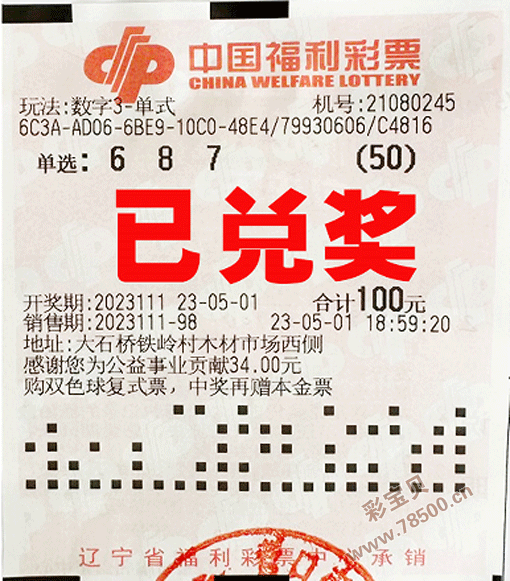 中国福利彩票
CHINA WELFARE LOTTERY
玩法:数字3-单式 机号:21080245
6C3A-AD06-6BE9-10C0-48E4/79930606/C4816
单选: 6 8 7 (50)
已兑奖
开奖期:2023111 23-05-01 合计100元
销售期:2023111-98 23-05-01 18:59:20
地址:大石桥铁岭村木材市场西侧
感谢您为公益事业贡献34.00元
购双色球复式票,中奖再赠本金票
彩宝贝
www.78500.cn
辽宁省福利彩票中 承销